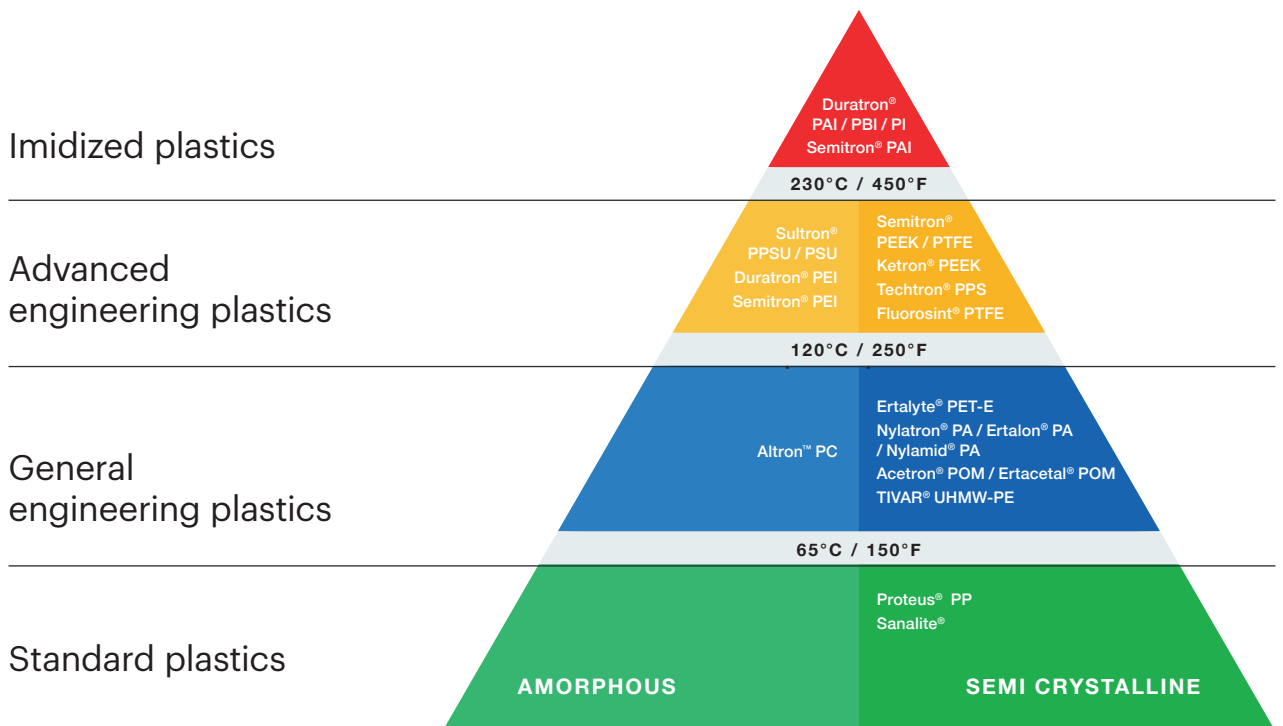 Imidized plastics
Duratron®
PAI / PBI / PI
Semitron® PAI
230°C / 450°F
Advanced
engineering plastics
Sultron®
PPSU / PSU
Duratron® PEI
Semitron® PEI
Semitron®
PEEK / PTFE
Ketron® PEEK
Techtron® PPS
Fluorosint® PTFE
120°C / 250°F
General
engineering plastics
Altron™ PC
Ertalyte® PET-E
Nylatron® PA / Ertalon® PA
/ Nylamid® PA
Acetron® POM / Ertacetal® POM
TIVAR® UHMW-PE
65°C / 150°F
Standard plastics
Proteus® PP
Sanalite®
AMORPHOUS
SEMI CRYSTALLINE